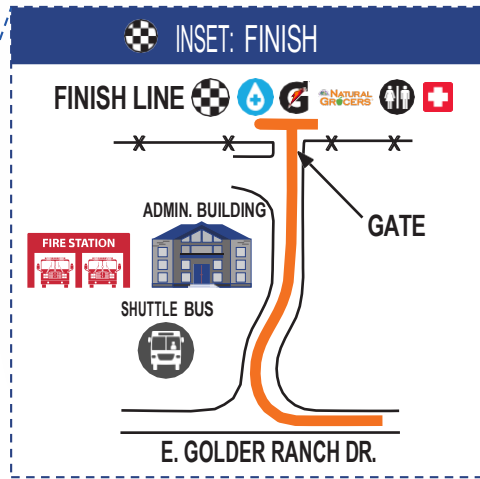 INSET: FINISH
FINISH LINE
G
NATURAL
GROCERS
X X X X
ADMIN. BUILDING
GATE
FIRE STATION
SHUTTLE BUS
E. GOLDER RANCH DR.